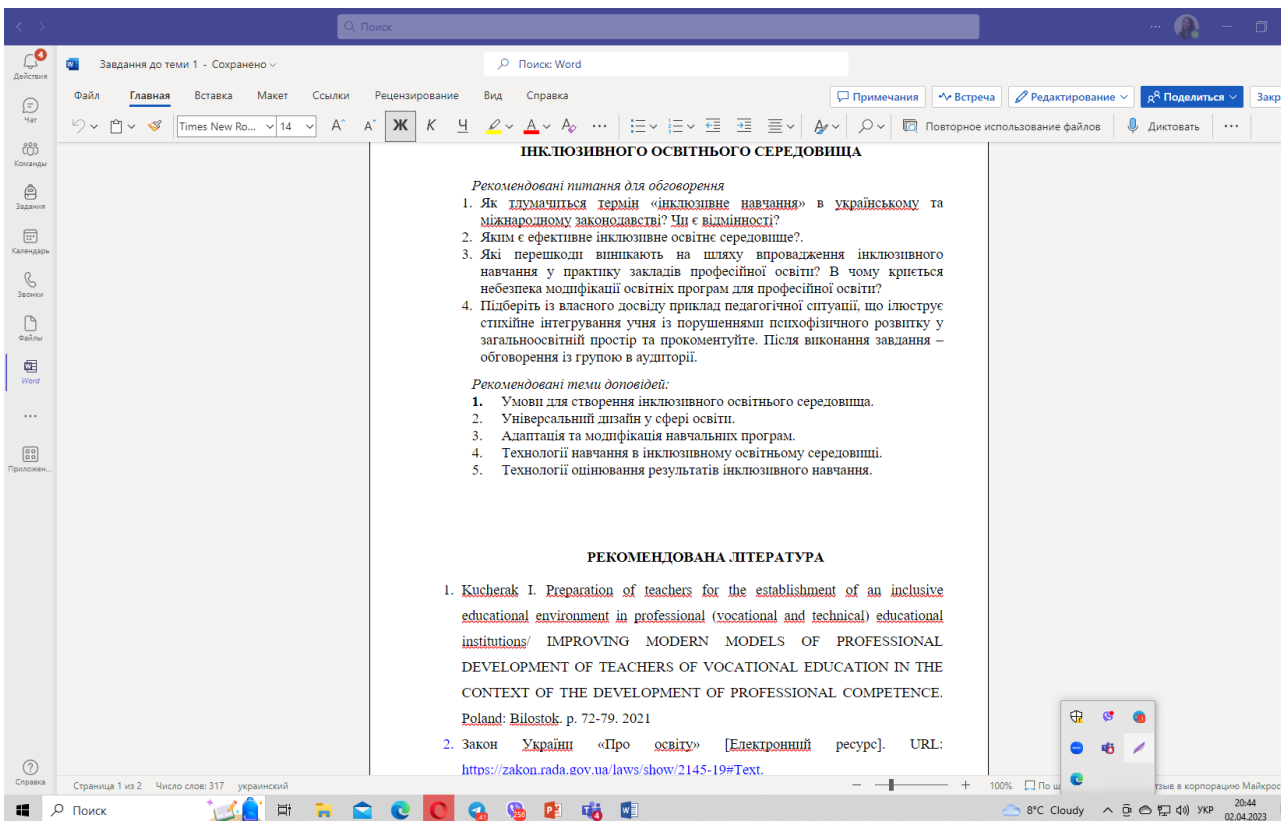 Поиск
4
Действия
Чат
Команды
Задания
Календарь
Звонки
Файлы
Word
Приложен...
Справка
Завдання до теми 1 - Сохранено
Поиск: Word
Файл Главная Вставка Макет Ссылки Рецензирование Вид Справка
Примечания Встреча Редактирование Поделиться Закр
Times New Ro... 14 А А Ж К Ч А
Повторное использование файлов Диктовать
ІНКЛЮЗИВНОГО ОСВІТНЬОГО СЕРЕДОВИЩА
Рекомендовані питання для обговорення
1. Як тлумачиться термін «інклюзивне навчання» в українському та
міжнародному законодавстві? Чи є відмінності?
2. Яким є ефективне інклюзивне освітнє середовище?.
3. Які перешкоди виникають на шляху впровадження інклюзивного
навчання у практику закладів професійної освіти? В чому криється
небезпека модифікації освітніх програм для професійної освіти?
4. Підберіть із власного досвіду приклад педагогічної ситуації, що ілюструє
стихійне інтегрування учня із порушеннями психофізичного розвитку у
загальноосвітній простір та прокоментуйте. Після виконання завдання –
обговорення із групою в аудиторії.
Рекомендовані теми доповідей:
1. Умови для створення інклюзивного освітнього середовища.
2. Універсальний дизайн у сфері освіти.
3. Адаптація та модифікація навчальних програм.
4. Технології навчання в інклюзивному освітньому середовищі.
5. Технології оцінювання результатів інклюзивного навчання.
РЕКОМЕНДОВАНА ЛІТЕРАТУРА
1. Kucherak I. Preparation of teachers for the establishment of an inclusive
educational environment in professional (vocational and technical) educational
institutions/ IMPROVING MODERN MODELS OF PROFESSIONAL
DEVELOPMENT OF TEACHERS OF VOCATIONAL EDUCATION IN THE
CONTEXT OF THE DEVELOPMENT OF PROFESSIONAL COMPETENCE.
Poland: Bilostok. p. 72-79. 2021
2. Закон України «Про освіту» [Електронний ресурс]. URL:
https://zakon.rada.gov.ua/laws/show/2145-19#Text.
Страница 1 из 2 Число слов: 317 украинский
100% По ш
тзыв в корпорацию Майкрос
Поиск
8°C Cloudy
УКР
20:44
02.04.2023